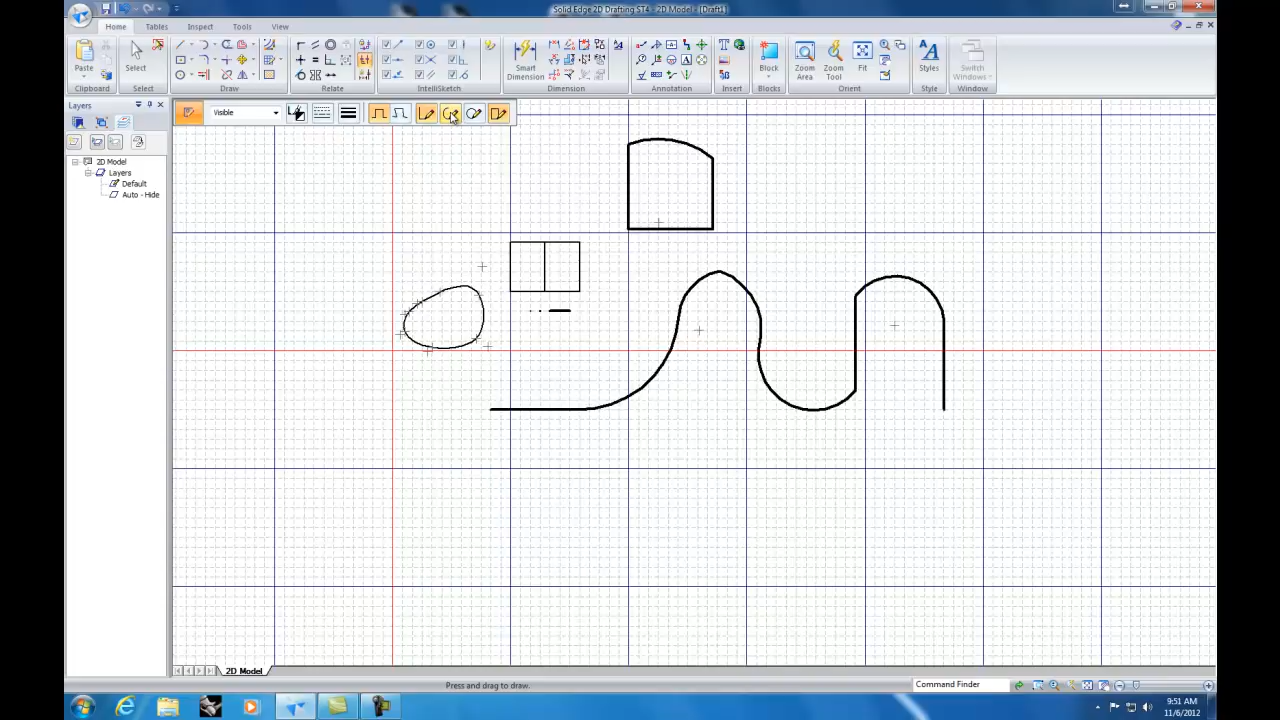 Solid Edge 2D Drafting ST4 - 2D Model - [Draft1]
Home Tables Inspect Tools View
Paste
Select
Smart Dimension
Block
Zoom Area
Zoom Tool
Fit
Styles
Switch Windows
Clipboard Select Draw Relate IntelliSketch Dimension Annotation Insert Blocks Orient Style Window
Layers
Visible
2D Model
Layers
Default
Auto - Hide
2D Model
Press and drag to draw.
Command Finder
9:51 AM
11/6/2012